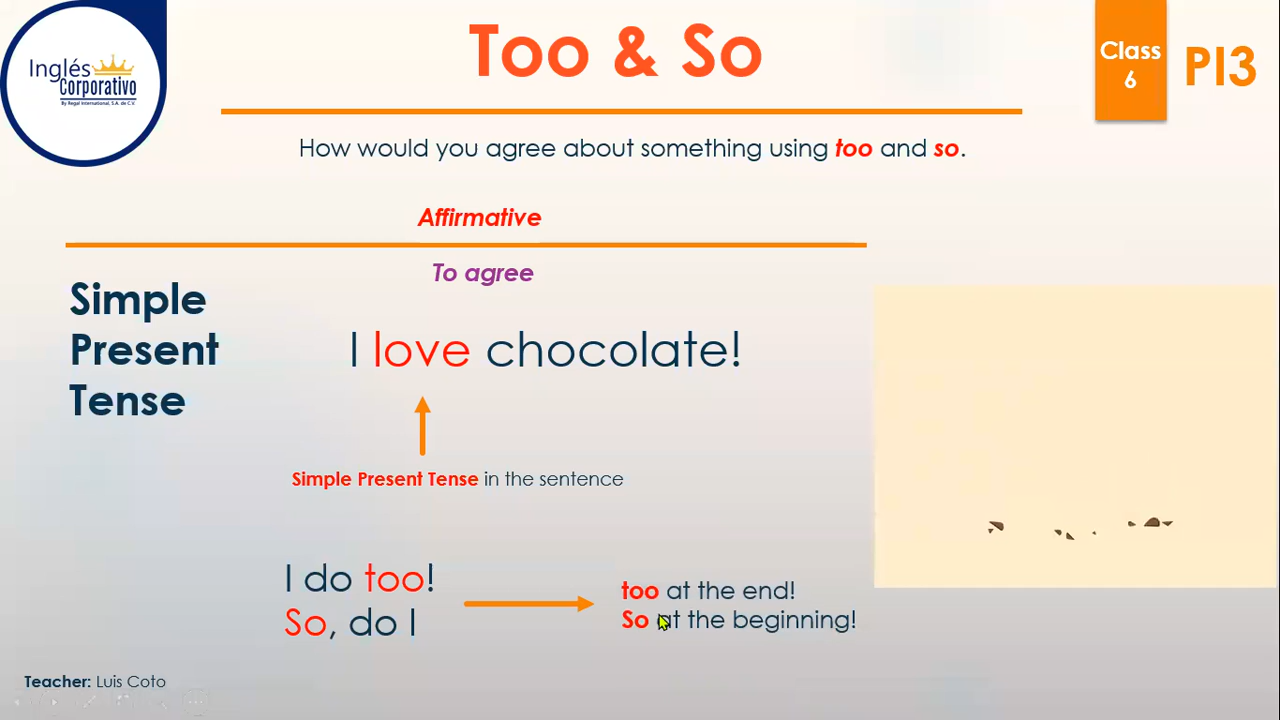 Inglés
Corporativo
By Regal International, S.A. de C.V.
Too & So
Class
6
PI3
How would you agree about something using too and so.
Affirmative
To agree
Simple
Present
Tense
I love chocolate!
Simple Present Tense in the sentence
I do too!
So, do I
too at the end!
So at the beginning!
Teacher: Luis Coto